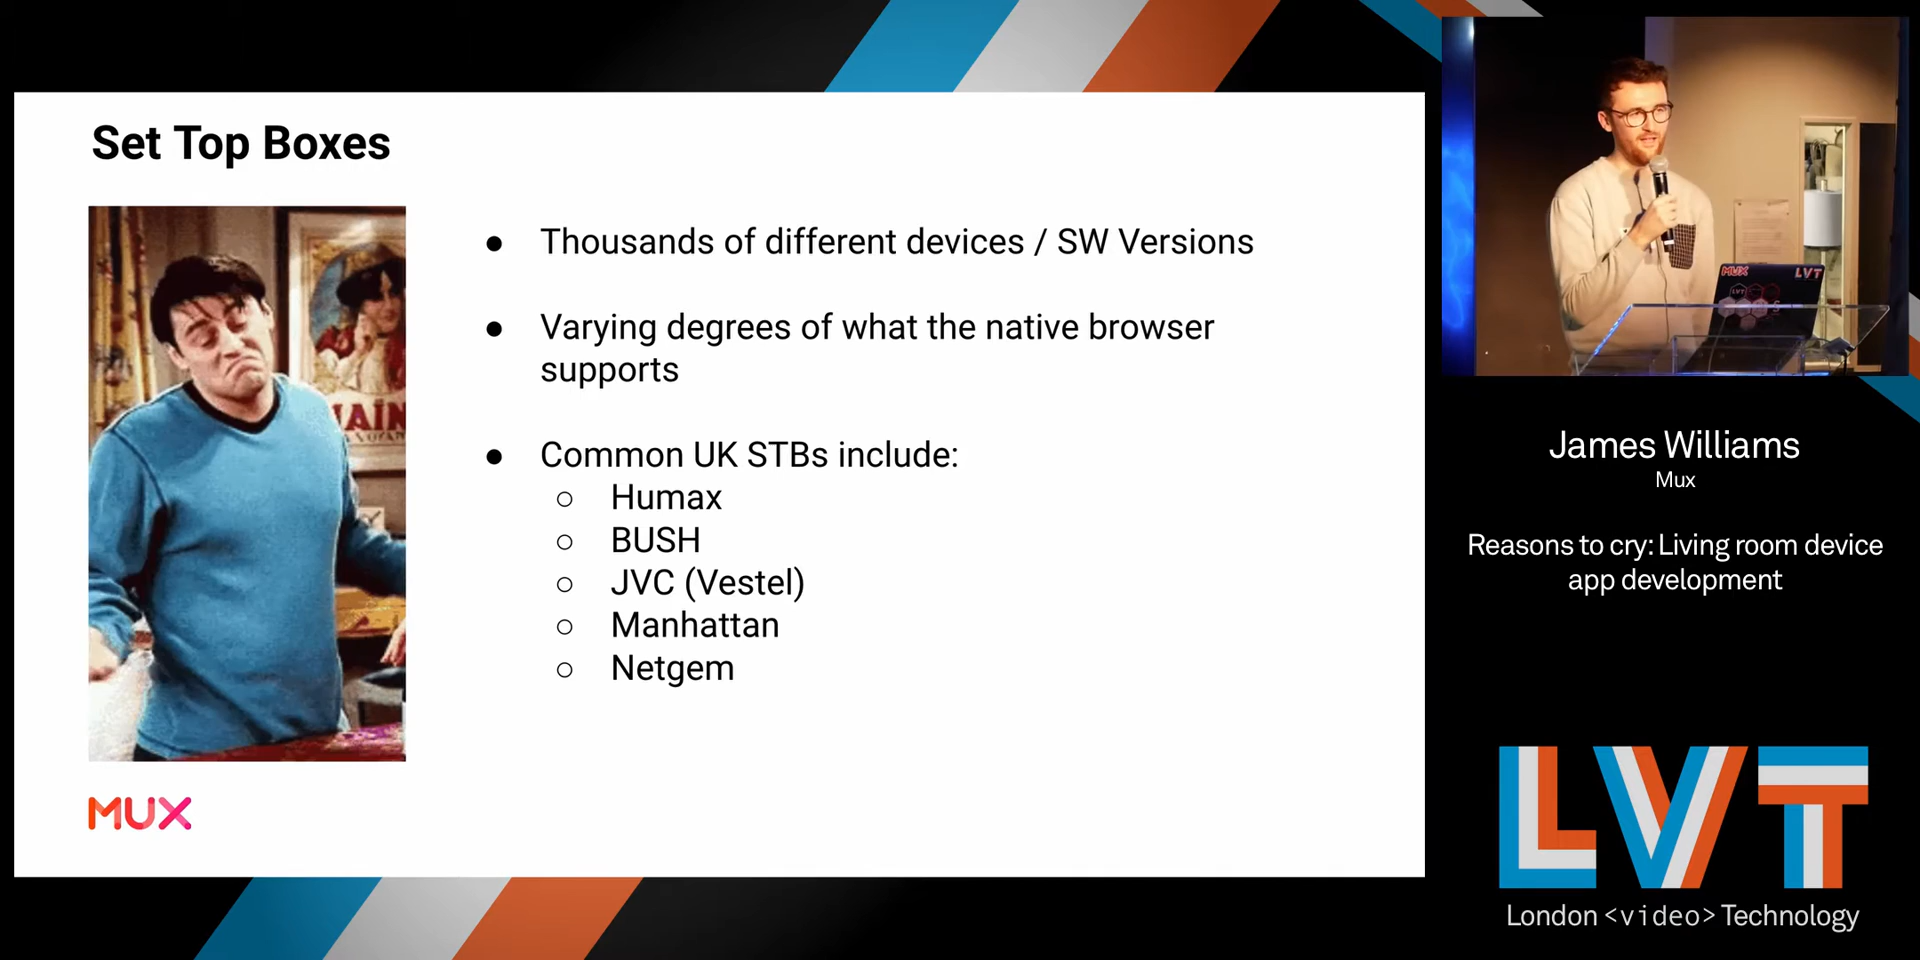 Set Top Boxes
● Thousands of different devices / SW Versions
● Varying degrees of what the native browser
supports
● Common UK STBs include:
○ Humax
○ BUSH
○ JVC (Vestel)
○ Manhattan
○ Netgem
MUX
MUX
LVT
James Williams
Mux
Reasons to cry: Living room device
app development
LVT
London <video> Technology